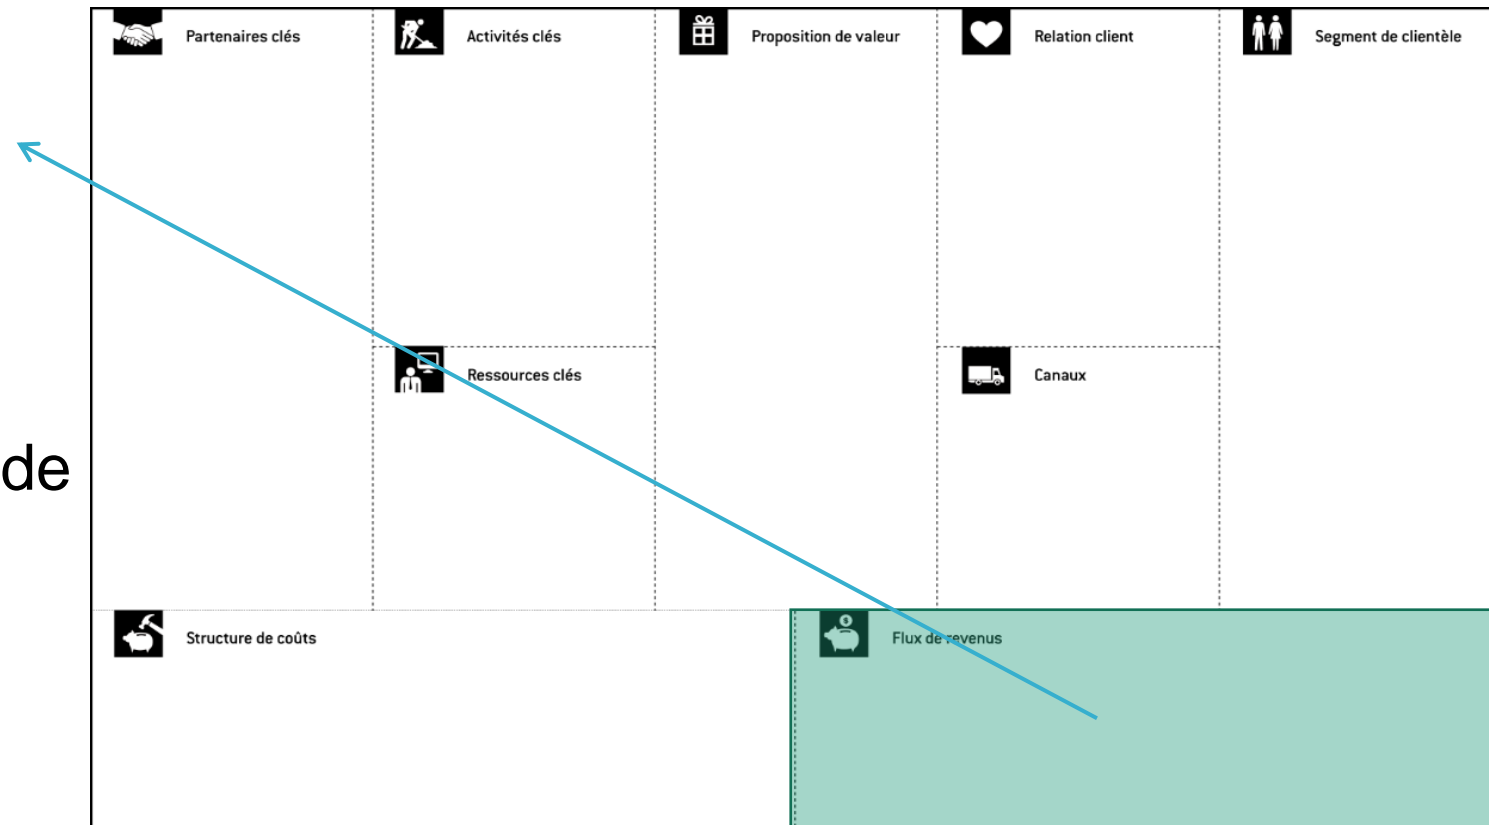 Partenaires clés
Activités clés
Proposition de valeur
Relation client
Segment de clientèle
Ressources clés
Canaux
de
Structure de coûts
Flux de revenus